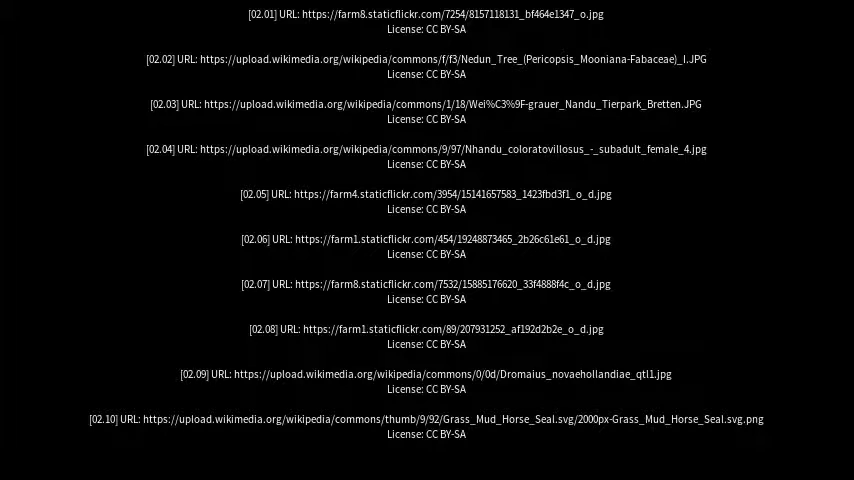 [02.01] URL: https://farm8.staticflickr.com/7254/8157118131_bf464e1347_o.jpg
License: CC BY-SA
[02.02] URL: https://upload.wikimedia.org/wikipedia/commons/f/f3/Nedun_Tree_(Pericopsis_Mooniana-Fabaceae)_I.JPG
License: CC BY-SA
[02.03] URL: https://upload.wikimedia.org/wikipedia/commons/1/18/Wei%C3%9F-grauer_Nandu_Tierpark_Bretten.JPG
License: CC BY-SA
[02.04] URL: https://upload.wikimedia.org/wikipedia/commons/9/97/Nhandu_coloratovillosus_-_subadult_female_4.jpg
License: CC BY-SA
[02.05] URL: https://farm4.staticflickr.com/3954/15141657583_1423fbd3f1_o_d.jpg
License: CC BY-SA
[02.06] URL: https://farm1.staticflickr.com/454/19248873465_2b26c61e61_o_d.jpg
License: CC BY-SA
[02.07] URL: https://farm8.staticflickr.com/7532/15885176620_33f4888f4c_o_d.jpg
License: CC BY-SA
[02.08] URL: https://farm1.staticflickr.com/89/207931252_af192d2b2e_o_d.jpg
License: CC BY-SA
[02.09] URL: https://upload.wikimedia.org/wikipedia/commons/0/0d/Dromaius_novaehollandiae_qtl1.jpg
License: CC BY-SA
[02.10] URL: https://upload.wikimedia.org/wikipedia/commons/thumb/9/92/Grass_Mud_Horse_Seal.svg/2000px-Grass_Mud_Horse_Seal.svg.png
License: CC BY-SA